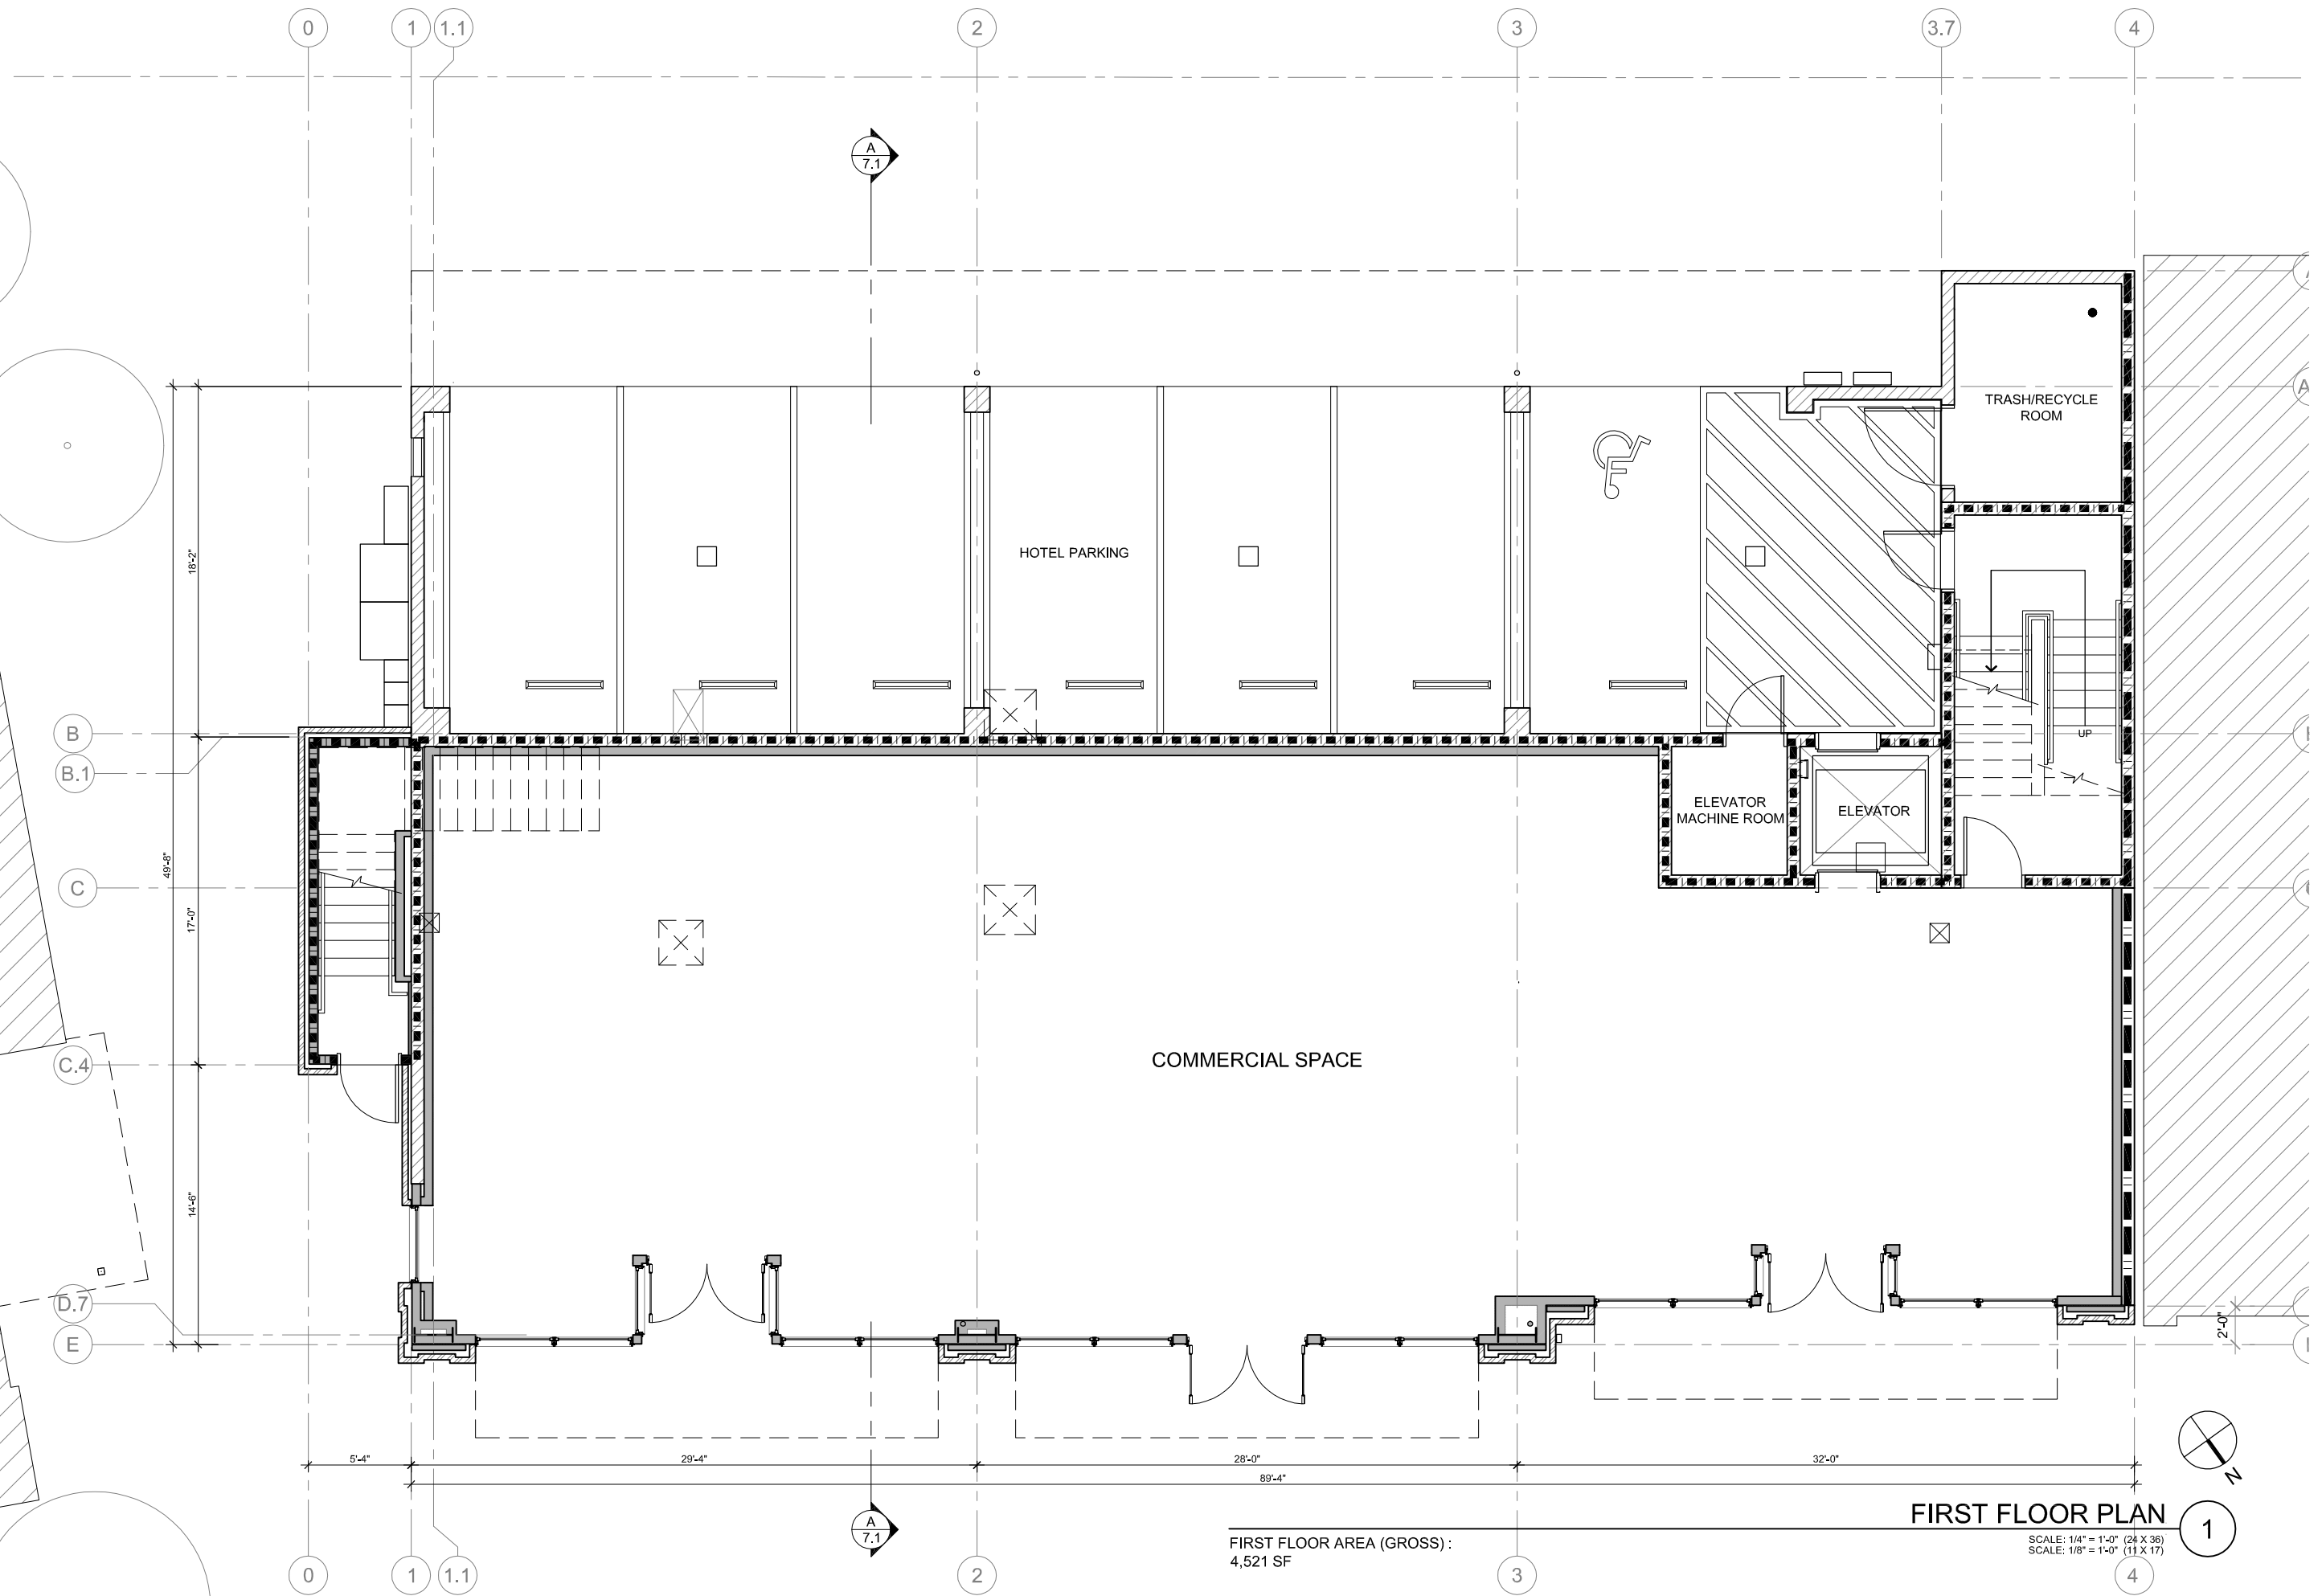 0
1
1.1
2
3
3.7
4
A
7.1
A
TRASH/RECYCLE
ROOM
A
18'-2"
HOTEL PARKING
B
UP
B.1
ELEVATOR
MACHINE ROOM
ELEVATOR
49'-8"
C
17'-0"
COMMERCIAL SPACE
C.4
14'-6"
D.7
E
2'-0"
5'-4"
29'-4"
28'-0"
32'-0"
89'-4"
N
A
7.1
FIRST FLOOR PLAN
1
FIRST FLOOR AREA (GROSS) :
4,521 SF
SCALE: 1/4" = 1'-0" (24 X 36)
SCALE: 1/8" = 1'-0" (11 X 17)
0
1
1.1
2
3
4